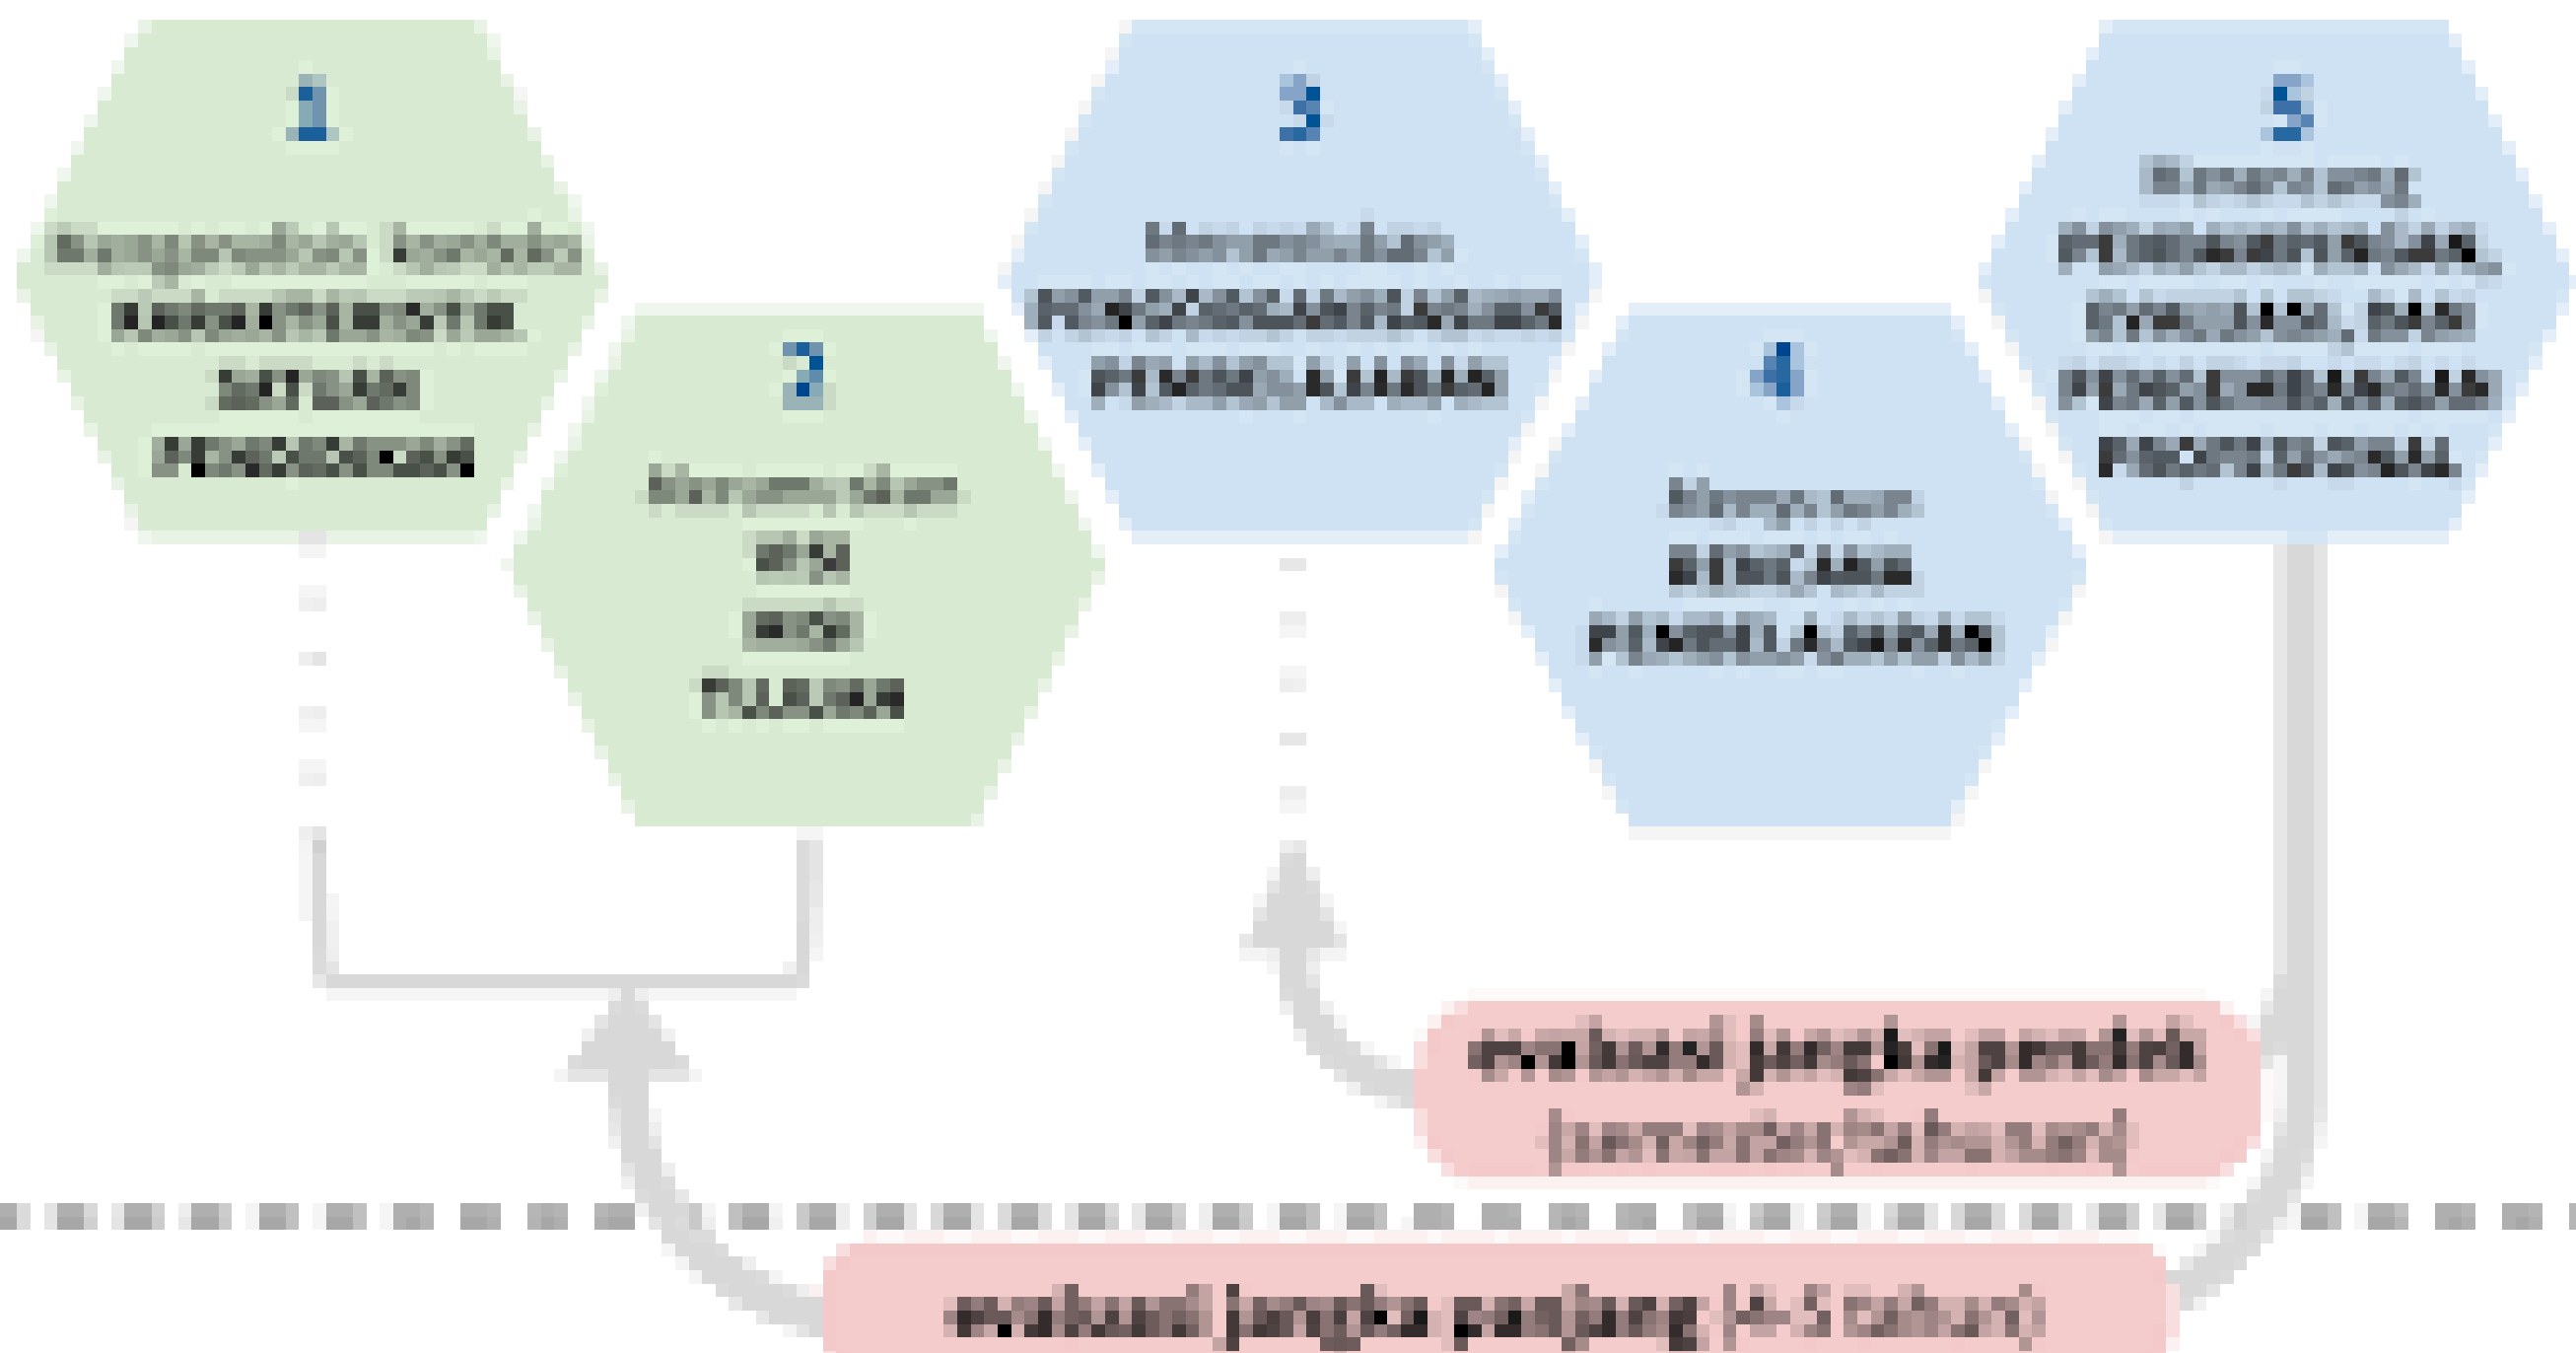 1
Menganalisis konteks
KARAKTERISTIK
SATUAN
PENDIDIKAN
2
Merumuskan
VISI
MISI
TUJUAN
3
Menentukan
PENGORGANISASIAN
PEMBELAJARAN
4
Menyusun
RENCANA
PEMBELAJARAN
5
Merancang
PENDAMPINGAN,
EVALUASI, DAN
PENGEMBANGAN
PROFESIONAL
evaluasi jangka pendek
(semester/tahunan)
evaluasi jangka panjang (4-5 tahun)